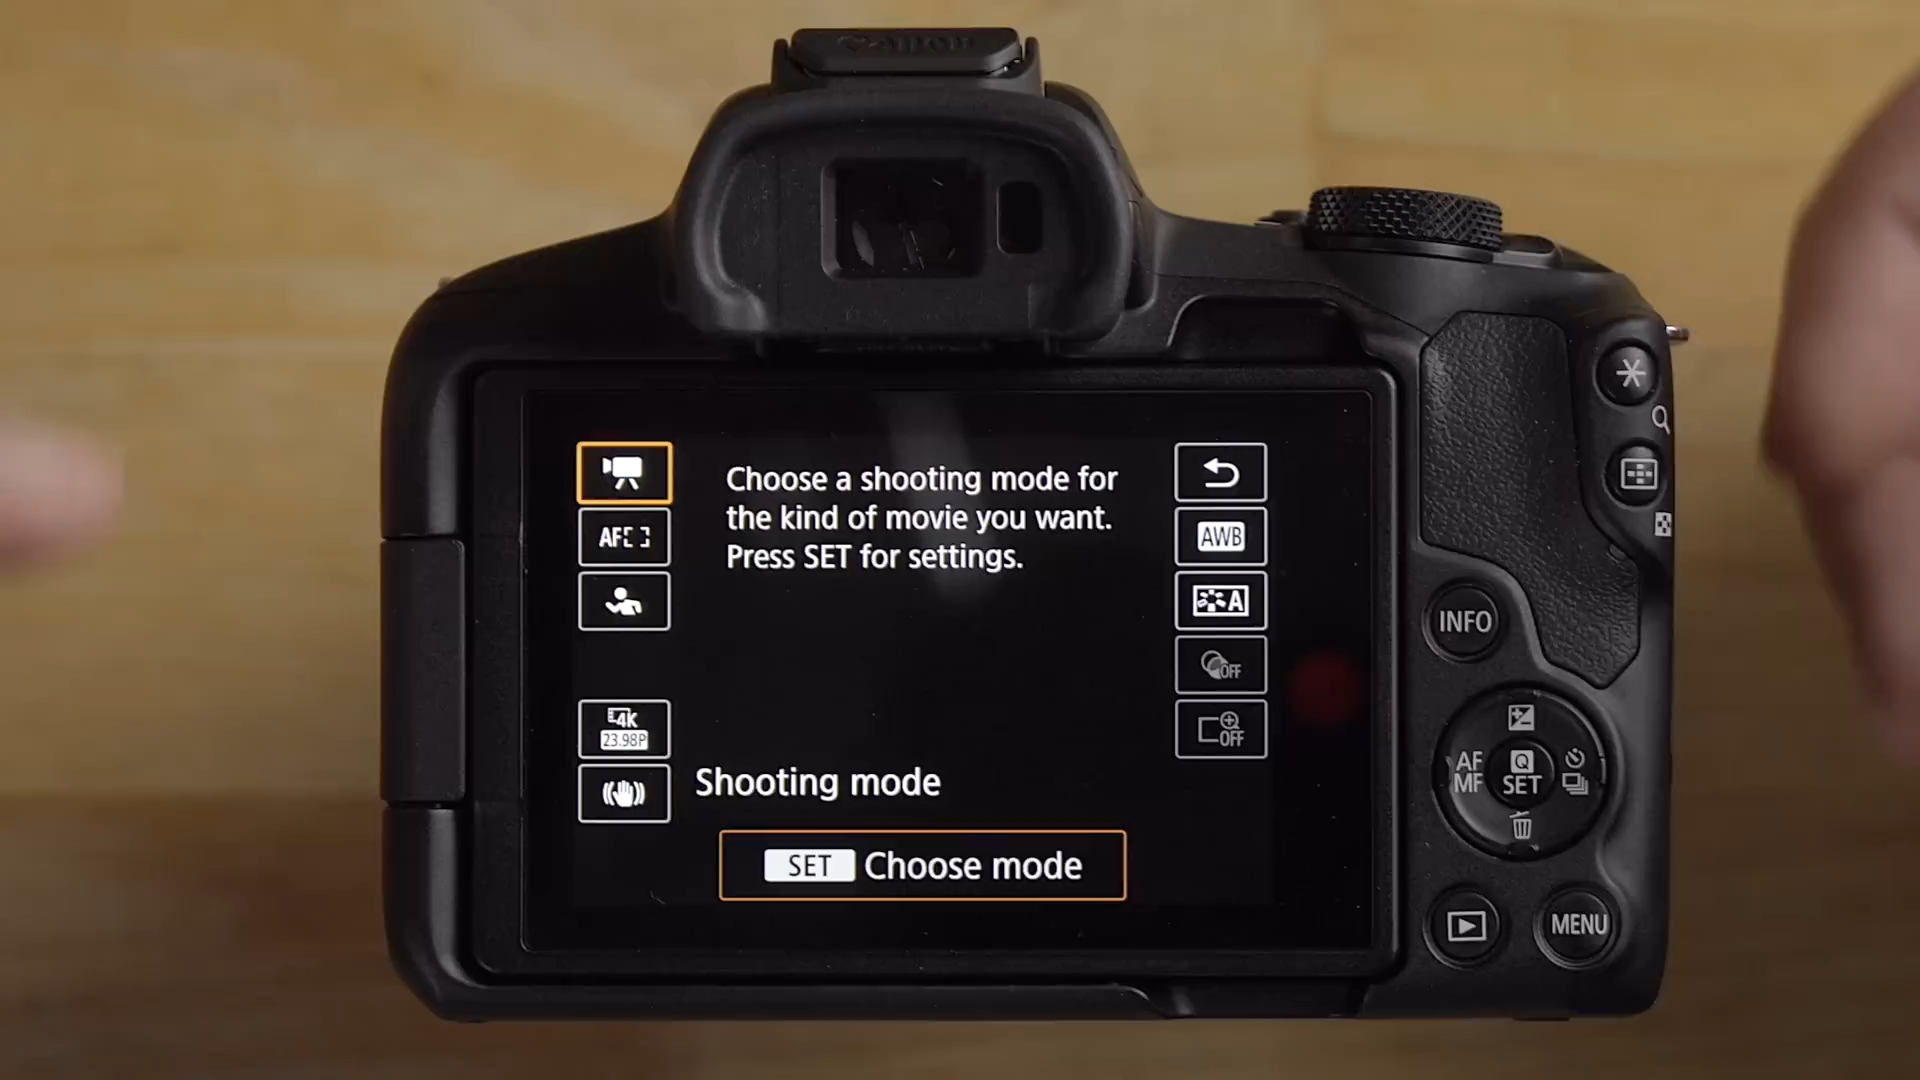 Canon
Choose a shooting mode for
the kind of movie you want.
Press SET for settings.
AF[ ]
AWB
A
OFF
4K
23.98P
OFF
Shooting mode
SET Choose mode
INFO
AF
MF
Q
SET
MENU